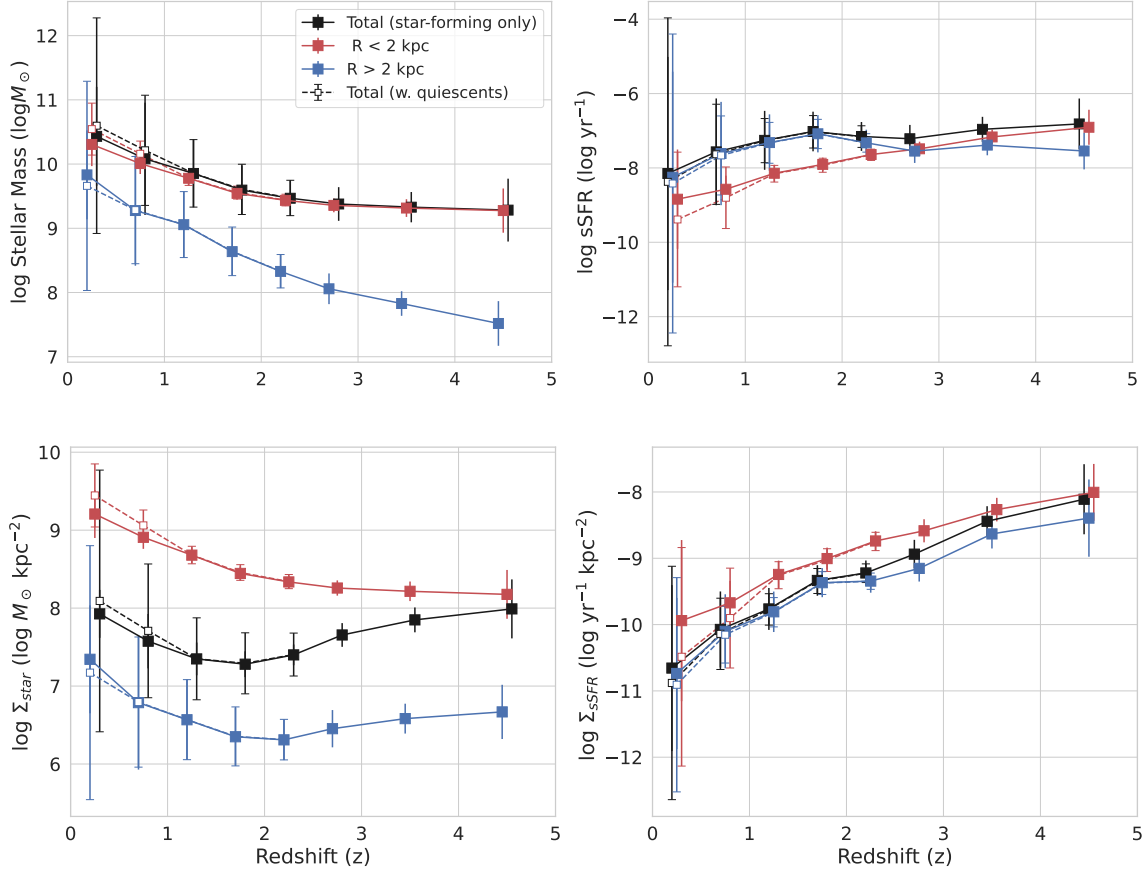 12
11
10
9
8
7
log Stellar Mass (logM⊙)
Total (star-forming only)
R < 2 kpc
R > 2 kpc
Total (w. quiescents)
0 1 2 3 4 5
−4
−6
−8
−10
−12
log sSFR (log yr⁻¹)
0 1 2 3 4 5
10
9
8
7
6
log Σstar (log M⊙ kpc⁻²)
0 1 2 3 4 5
Redshift (z)
−8
−9
−10
−11
−12
log ΣsSFR (log yr⁻¹ kpc⁻²)
0 1 2 3 4 5
Redshift (z)